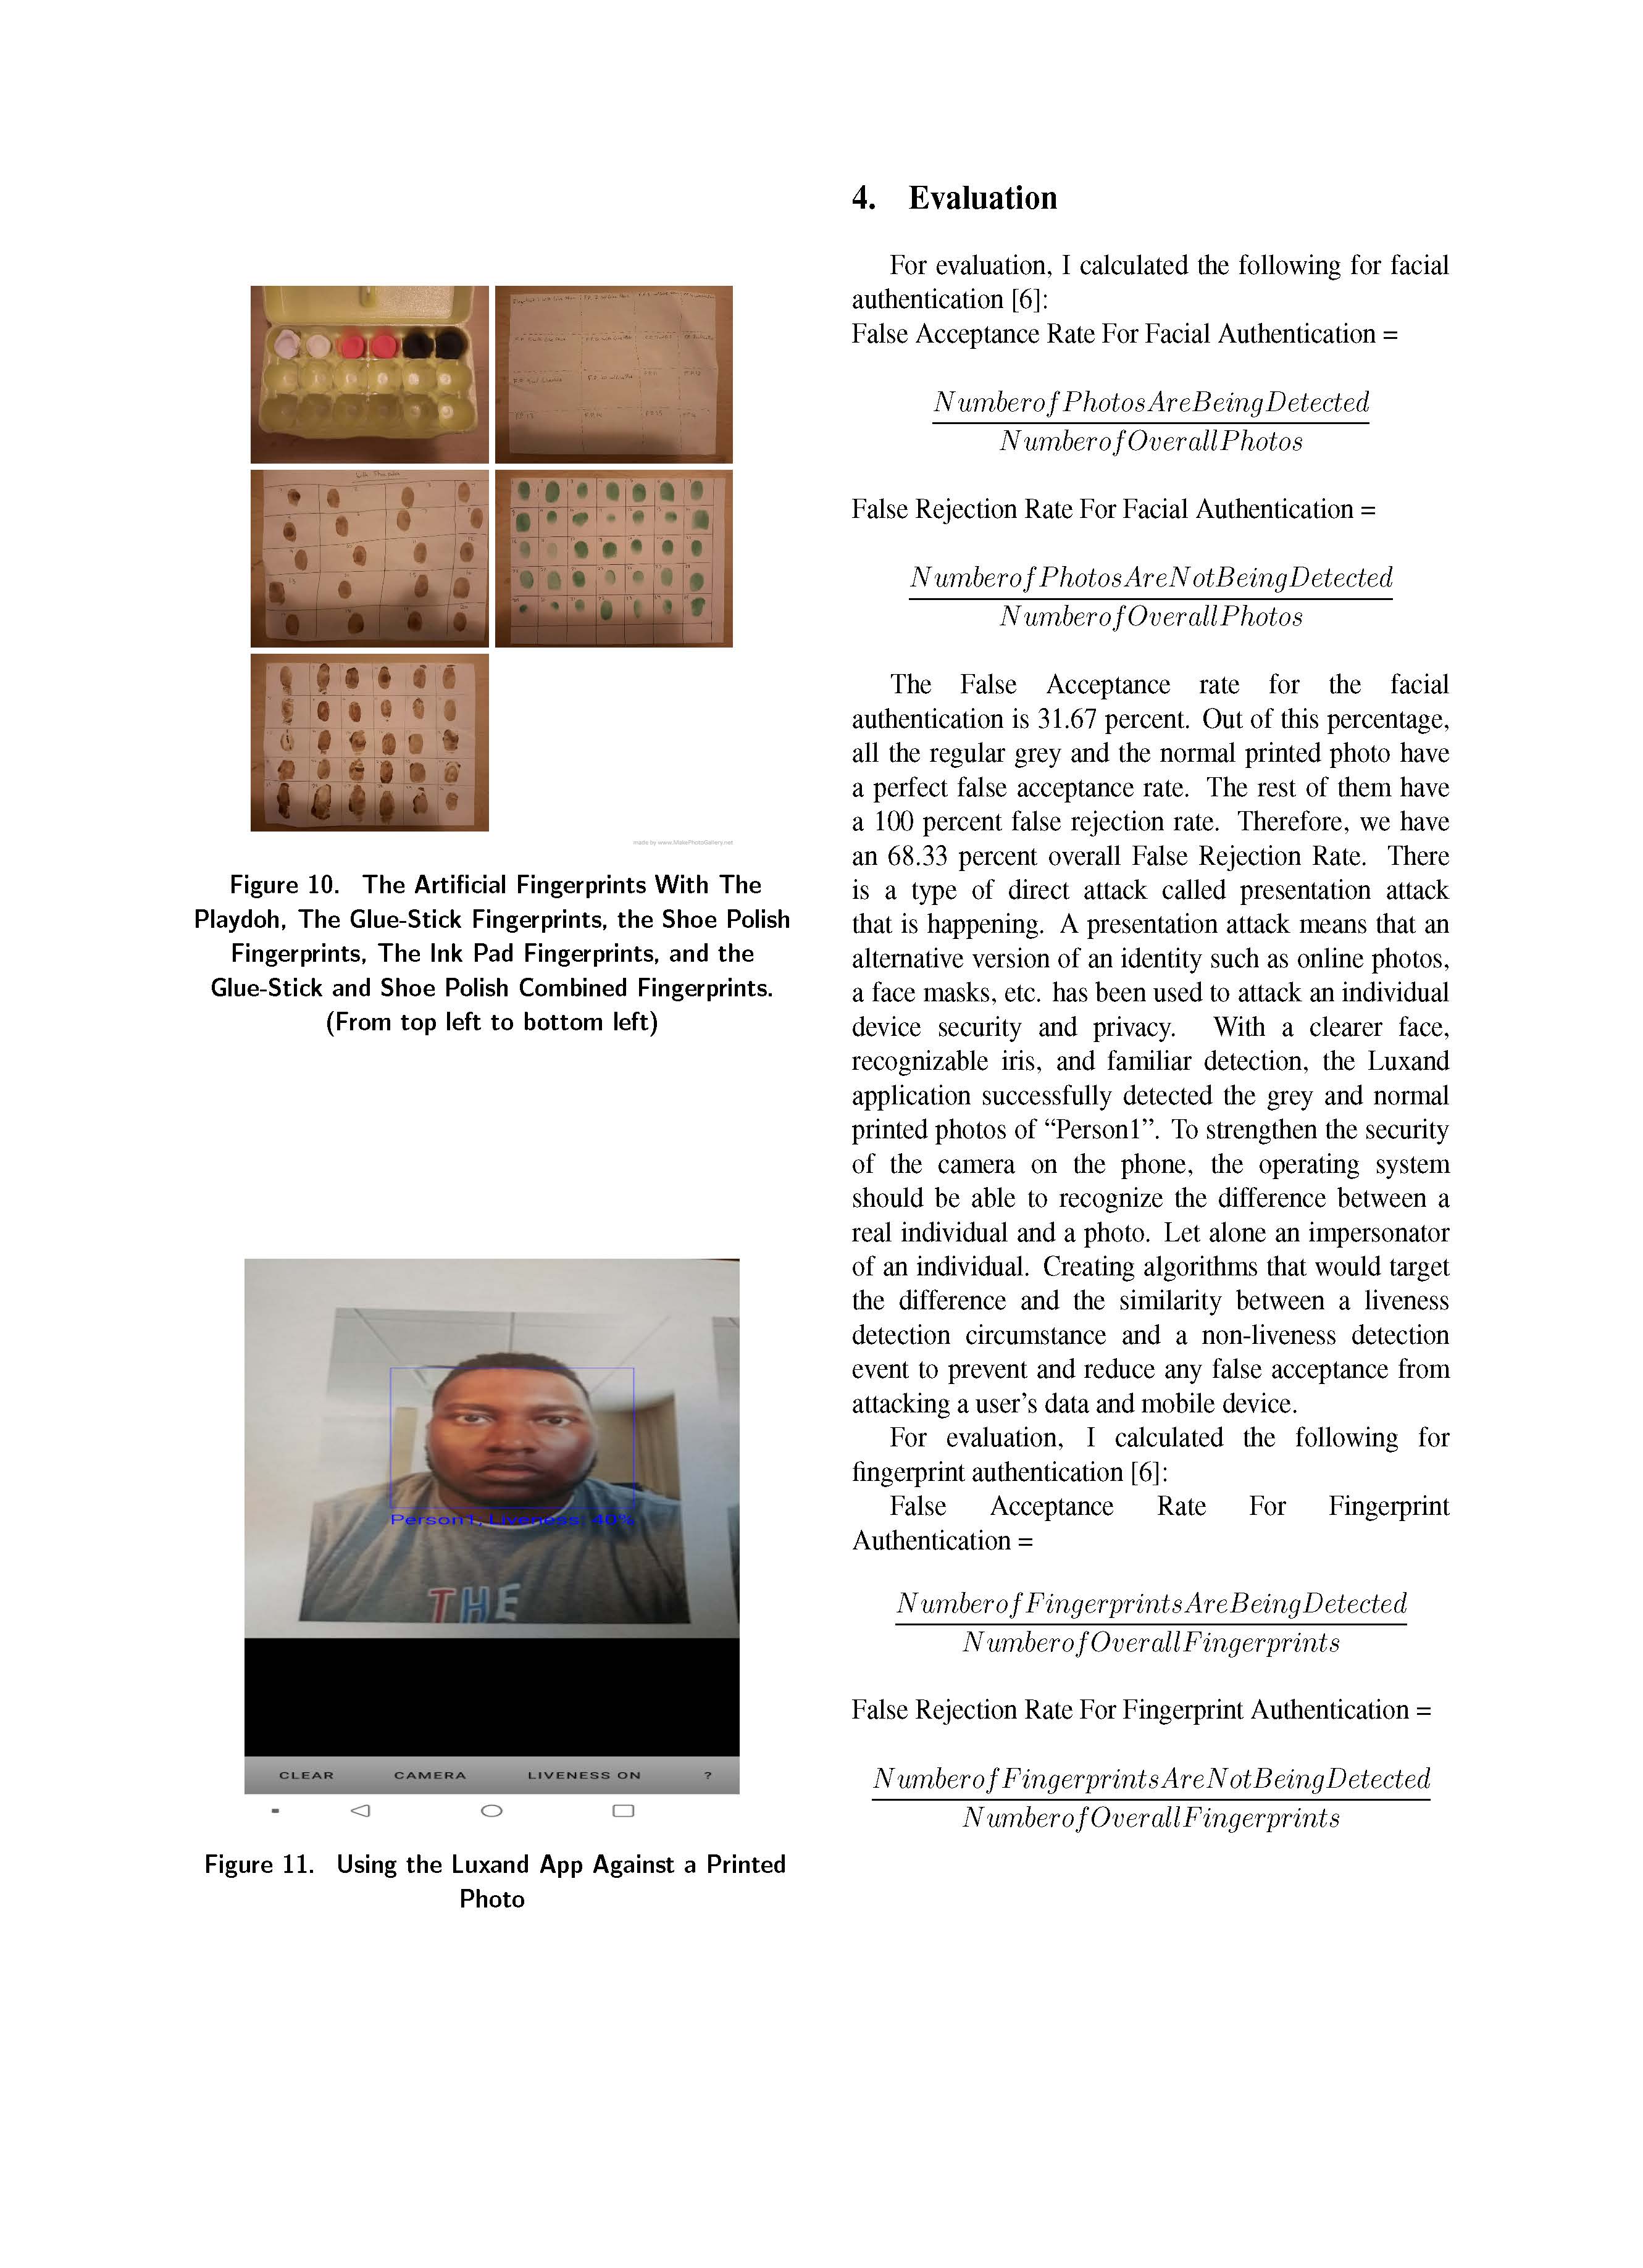 made by www.MakePhotoGallery.net
Figure 10. The Artificial Fingerprints With The
Playdoh, The Glue-Stick Fingerprints, the Shoe Polish
Fingerprints, The Ink Pad Fingerprints, and the
Glue-Stick and Shoe Polish Combined Fingerprints.
(From top left to bottom left)
Person1, Liveness: 40%
THE
CLEAR CAMERA LIVENESS ON ?
Figure 11. Using the Luxand App Against a Printed
Photo
4. Evaluation
For evaluation, I calculated the following for facial
authentication [6]:
False Acceptance Rate For Facial Authentication =
NumberofPhotosAreBeingDetected
NumberofOverallPhotos
False Rejection Rate For Facial Authentication =
NumberofPhotosAreNotBeingDetected
NumberofOverallPhotos
The False Acceptance rate for the facial
authentication is 31.67 percent. Out of this percentage,
all the regular grey and the normal printed photo have
a perfect false acceptance rate. The rest of them have
a 100 percent false rejection rate. Therefore, we have
an 68.33 percent overall False Rejection Rate. There
is a type of direct attack called presentation attack
that is happening. A presentation attack means that an
alternative version of an identity such as online photos,
a face masks, etc. has been used to attack an individual
device security and privacy. With a clearer face,
recognizable iris, and familiar detection, the Luxand
application successfully detected the grey and normal
printed photos of “Person1”. To strengthen the security
of the camera on the phone, the operating system
should be able to recognize the difference between a
real individual and a photo. Let alone an impersonator
of an individual. Creating algorithms that would target
the difference and the similarity between a liveness
detection circumstance and a non-liveness detection
event to prevent and reduce any false acceptance from
attacking a user’s data and mobile device.
For evaluation, I calculated the following for
fingerprint authentication [6]:
False Acceptance Rate For Fingerprint
Authentication =
NumberofFingerprintsAreBeingDetected
NumberofOverallFingerprints
False Rejection Rate For Fingerprint Authentication =
NumberofFingerprintsAreNotBeingDetected
NumberofOverallFingerprints